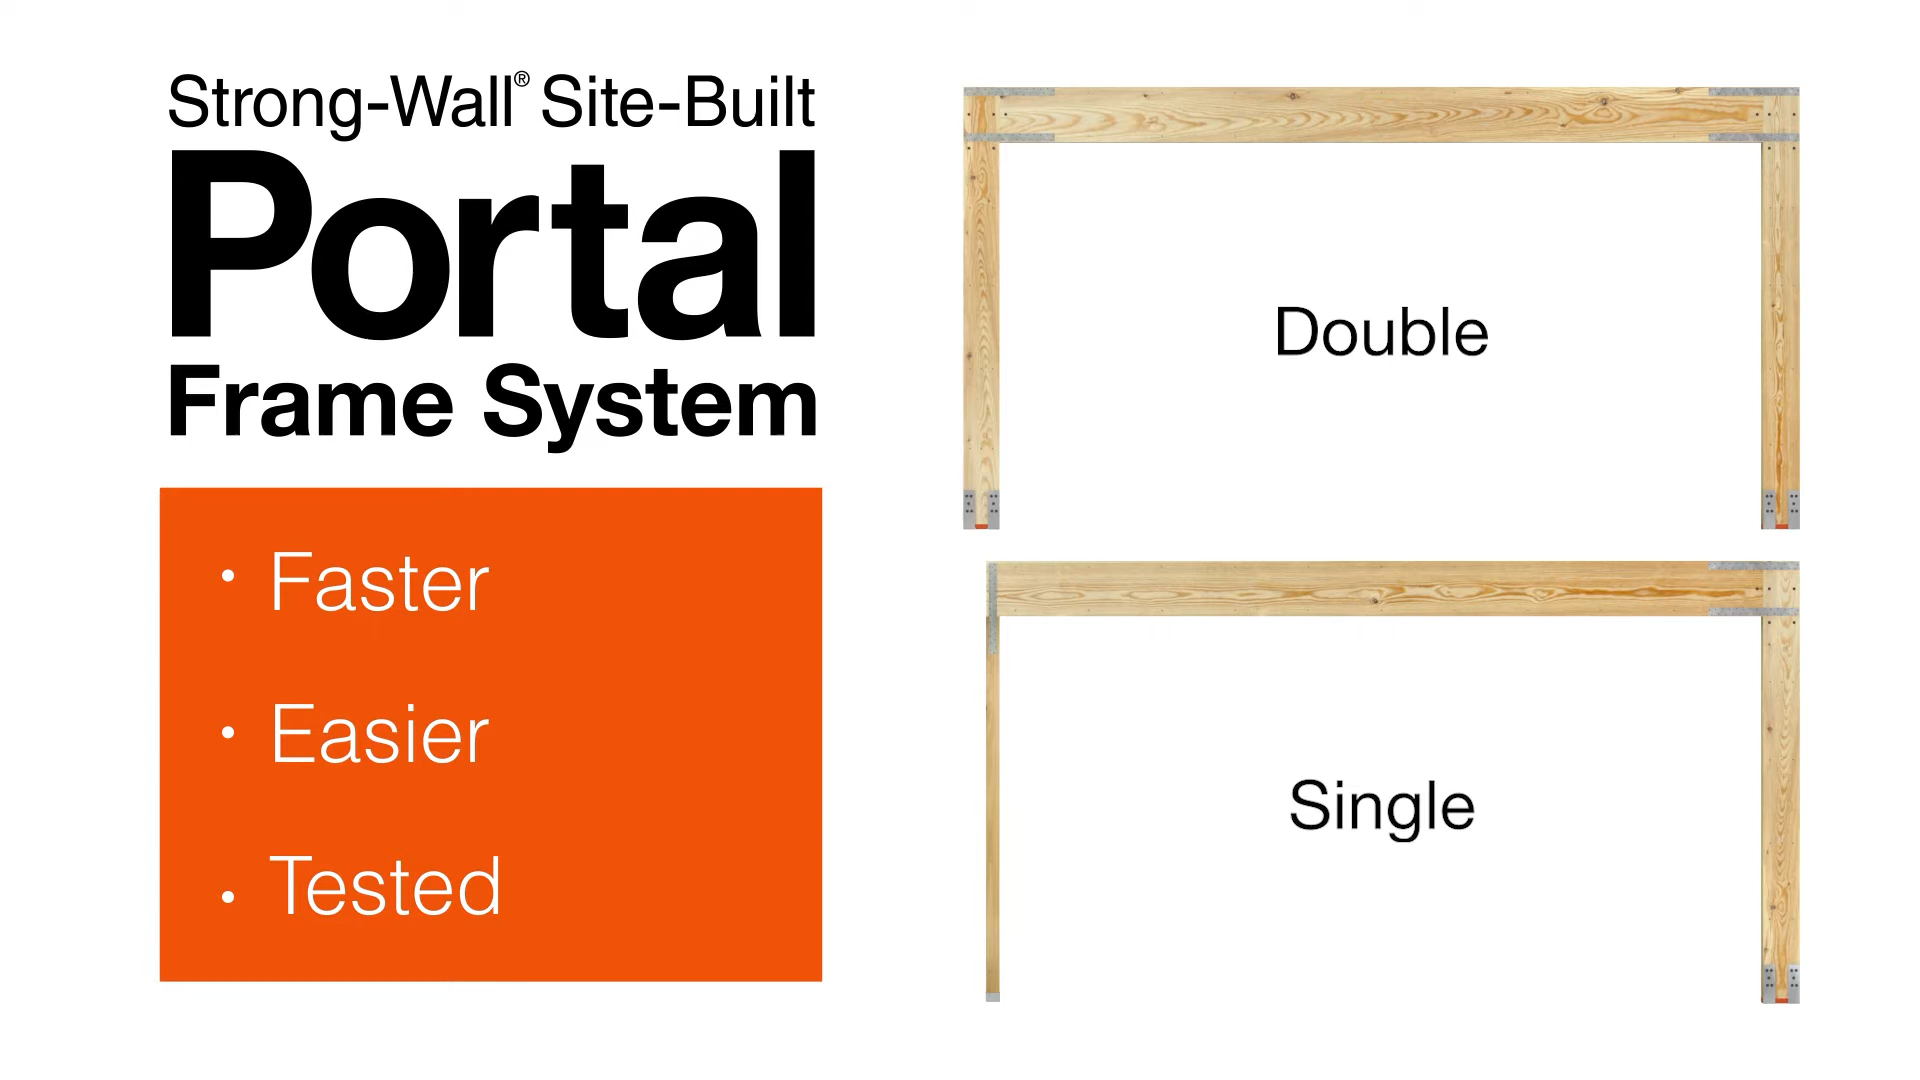 Strong-Wall® Site-Built
Portal
Frame System
• Faster
• Easier
• Tested
Double
Single